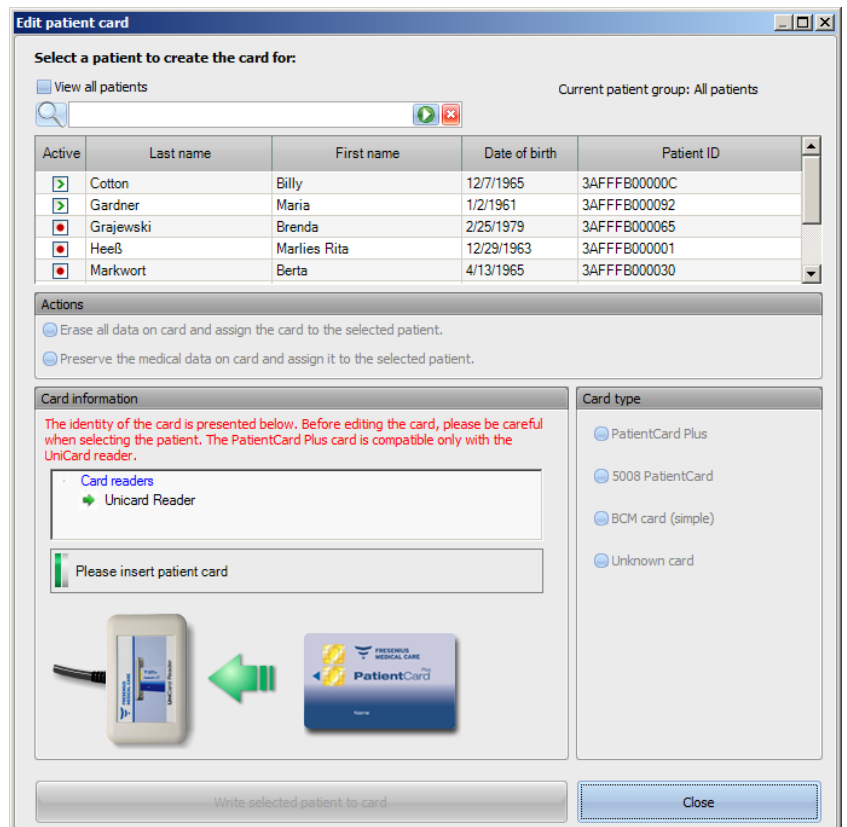 Edit patient card
Select a patient to create the card for:
View all patients
Current patient group: All patients
Active Last name First name Date of birth Patient ID
Cotton Billy 12/7/1965 3AFFFB00000C
Gardner Maria 1/2/1961 3AFFFB000092
Grajewski Brenda 2/25/1979 3AFFFB000065
Heeß Marlies Rita 12/29/1963 3AFFFB000001
Markwort Berta 4/13/1965 3AFFFB000030
Actions
Erase all data on card and assign the card to the selected patient.
Preserve the medical data on card and assign it to the selected patient.
Card information
The identity of the card is presented below. Before editing the card, please be careful
when selecting the patient. The PatientCard Plus card is compatible only with the
UniCard reader.
Card readers
Unicard Reader
Please insert patient card
FRESENIUS
MEDICAL CARE
UniCard Reader
FRESENIUS
MEDICAL CARE
Plus
PatientCard
Name
Card type
PatientCard Plus
5008 PatientCard
BCM card (simple)
Unknown card
Write selected patient to card
Close